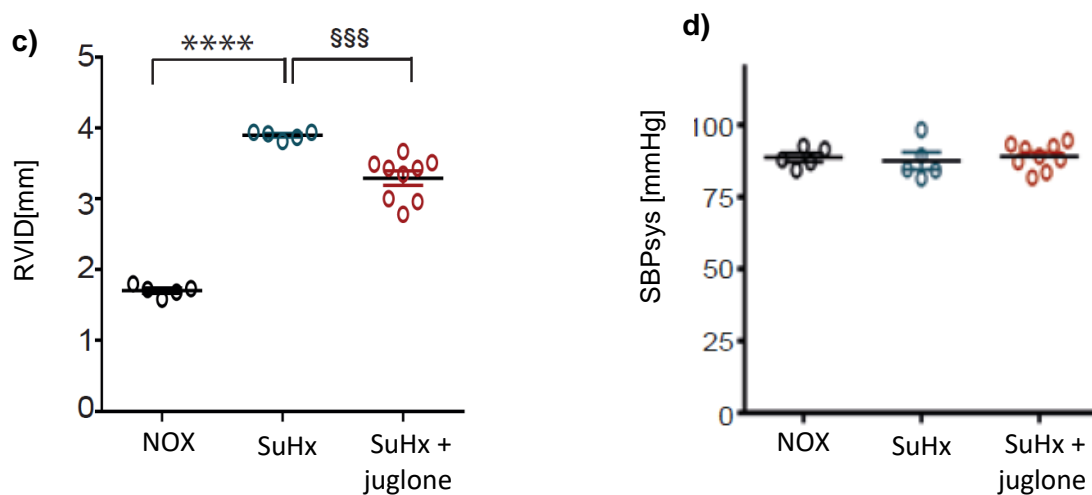 c)
**** §§§
RVID[mm]
5
4
3
2
1
0
NOX
SuHx
SuHx +
juglone
d)
SBPsys [mmHg]
100
75
50
25
0
NOX
SuHx
SuHx +
juglone